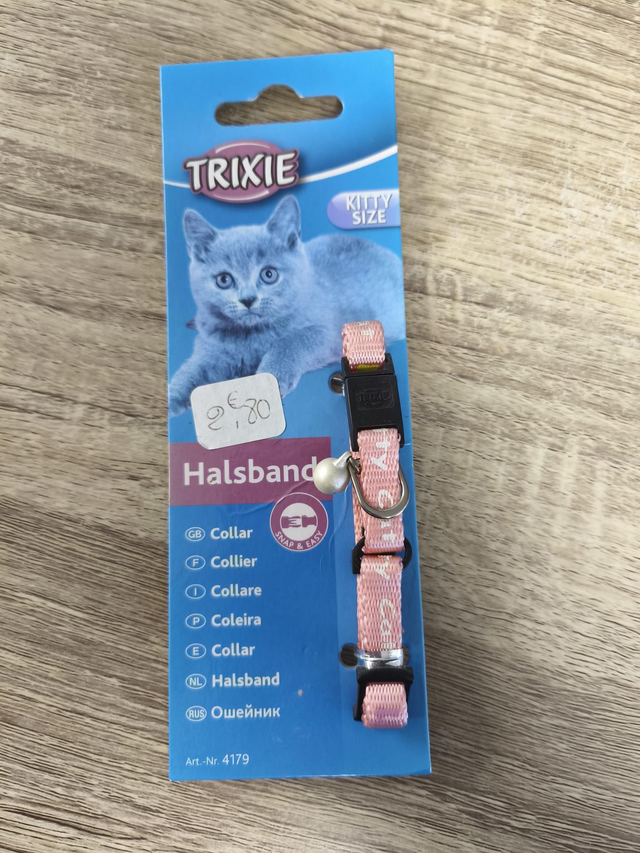 TRIXIE
KITTY
SIZE
TRIXIE
2€,80
Halsband
SNAP & EASY
GB Collar
F Collier
I Collare
P Coleira
E Collar
NL Halsband
RUS Ошейник
Art.-Nr. 4179